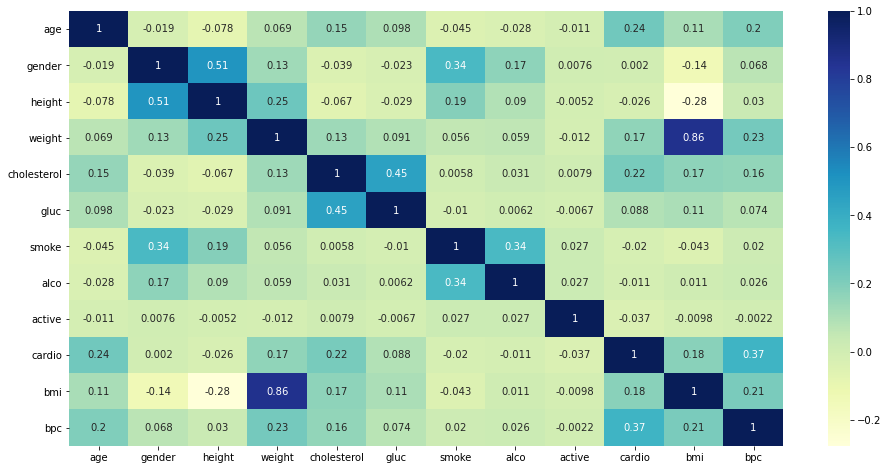 age 1 -0.019 -0.078 0.069 0.15 0.098 -0.045 -0.028 -0.011 0.24 0.11 0.2
gender -0.019 1 0.51 0.13 -0.039 -0.023 0.34 0.17 0.0076 0.002 -0.14 0.068
height -0.078 0.51 1 0.25 -0.067 -0.029 0.19 0.09 -0.0052 -0.026 -0.28 0.03
weight 0.069 0.13 0.25 1 0.13 0.091 0.056 0.059 -0.012 0.17 0.86 0.23
cholesterol 0.15 -0.039 -0.067 0.13 1 0.45 0.0058 0.031 0.0079 0.22 0.17 0.16
gluc 0.098 -0.023 -0.029 0.091 0.45 1 -0.01 0.0062 -0.0067 0.088 0.11 0.074
smoke -0.045 0.34 0.19 0.056 0.0058 -0.01 1 0.34 0.027 -0.02 -0.043 0.02
alco -0.028 0.17 0.09 0.059 0.031 0.0062 0.34 1 0.027 -0.011 0.011 0.026
active -0.011 0.0076 -0.0052 -0.012 0.0079 -0.0067 0.027 0.027 1 -0.037 -0.0098 -0.0022
cardio 0.24 0.002 -0.026 0.17 0.22 0.088 -0.02 -0.011 -0.037 1 0.18 0.37
bmi 0.11 -0.14 -0.28 0.86 0.17 0.11 -0.043 0.011 -0.0098 0.18 1 0.21
bpc 0.2 0.068 0.03 0.23 0.16 0.074 0.02 0.026 -0.0022 0.37 0.21 1
age gender height weight cholesterol gluc smoke alco active cardio bmi bpc
1.0
0.8
0.6
0.4
0.2
0.0
−0.2